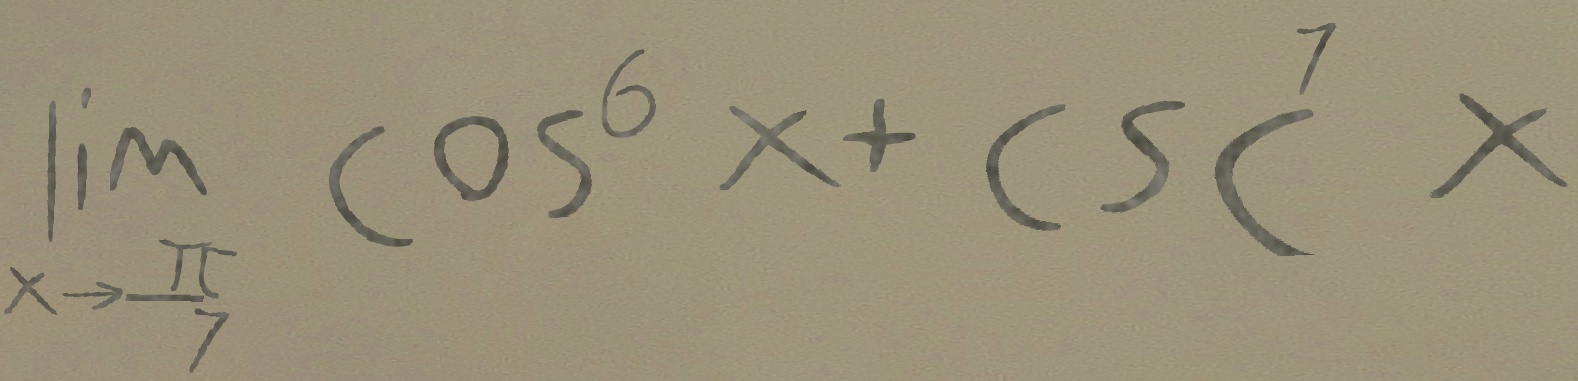 lim cos⁶ x + csc⁷ x
x→π/7